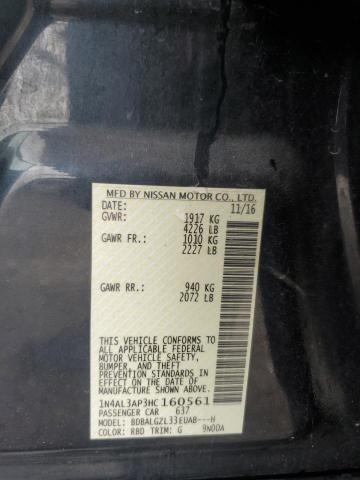 MFD BY NISSAN MOTOR CO., LTD.
DATE: 11/16
GVWR: 1917 KG
4226 LB
GAWR FR.: 1010 KG
2227 LB
GAWR RR.: 940 KG
2072 LB
THIS VEHICLE CONFORMS TO
ALL APPLICABLE FEDERAL
MOTOR VEHICLE SAFETY,
BUMPER, AND THEFT
PREVENTION STANDARDS IN
EFFECT ON THE DATE OF
MANUFACTURE SHOWN ABOVE.
1N4AL3AP3HC160561
PASSENGER CAR 637
MODEL: BDBALGZL33EUAB---H
COLOR: RBD TRIM: G 9N00A